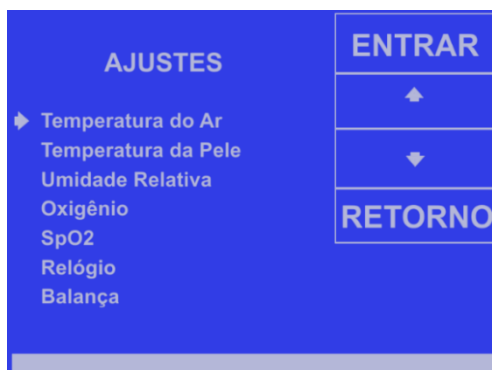 AJUSTES
Temperatura do Ar
Temperatura da Pele
Umidade Relativa
Oxigênio
SpO2
Relógio
Balança
ENTRAR
RETORNO